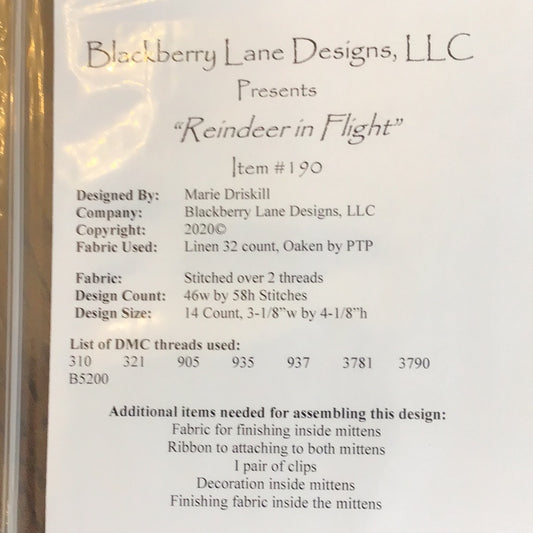 Blackberry Lane Designs, LLC
Presents
“Reindeer in Flight”
Item #190
Designed By: Marie Driskill
Company: Blackberry Lane Designs, LLC
Copyright: 2020©
Fabric Used: Linen 32 count, Oaken by PTP
Fabric: Stitched over 2 threads
Design Count: 46w by 58h Stitches
Design Size: 14 Count, 3-1/8”w by 4-1/8”h
List of DMC threads used:
310 321 905 935 937 3781 3790
B5200
Additional items needed for assembling this design:
Fabric for finishing inside mittens
Ribbon to attaching to both mittens
1 pair of clips
Decoration inside mittens
Finishing fabric inside the mittens